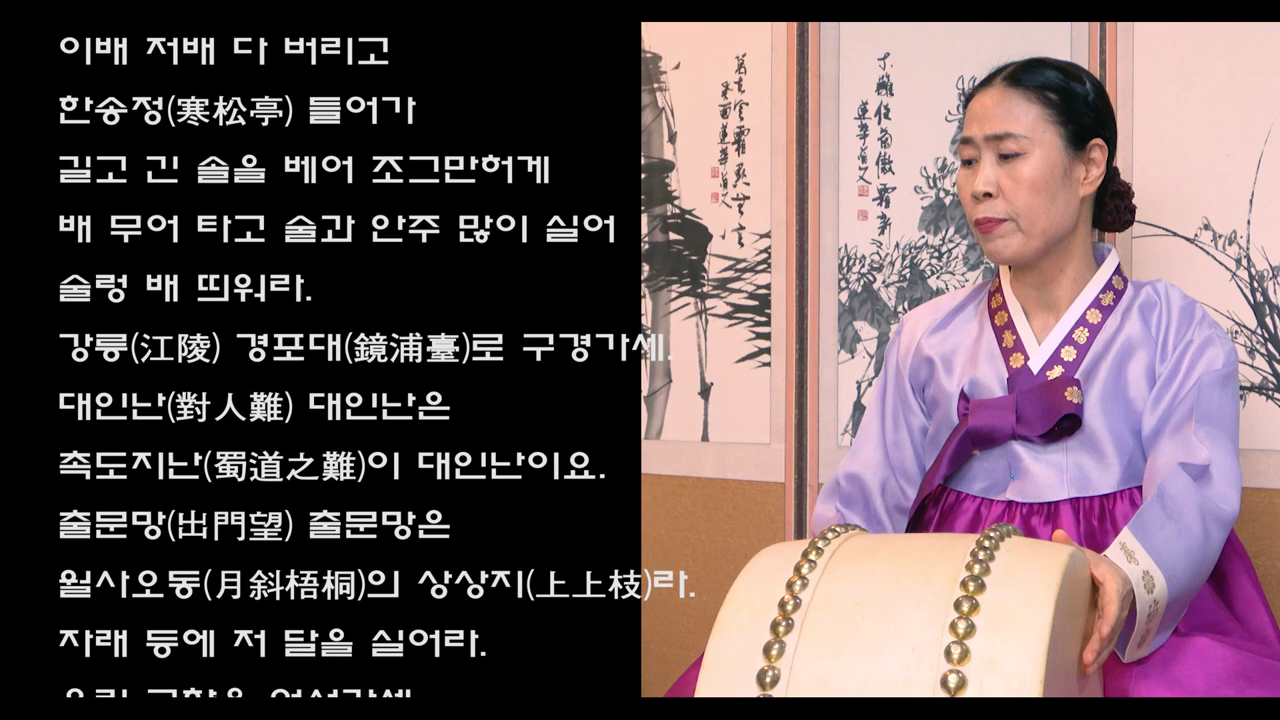 이배 저배 다 버리고
한송정(寒松亭) 들어가
길고 긴 솔을 베어 조그만허게
배 무어 타고 술과 안주 많이 실어
술렁 배 띄워라.
강릉(江陵) 경포대(鏡浦臺)로 구경가세.
대인난(對人難) 대인난은
촉도지난(蜀道之難)이 대인난이요.
출문망(出門望) 출문망은
월사오동(月斜梧桐)의 상상지(上上枝)라.
자래 등에 저 달을 실어라.